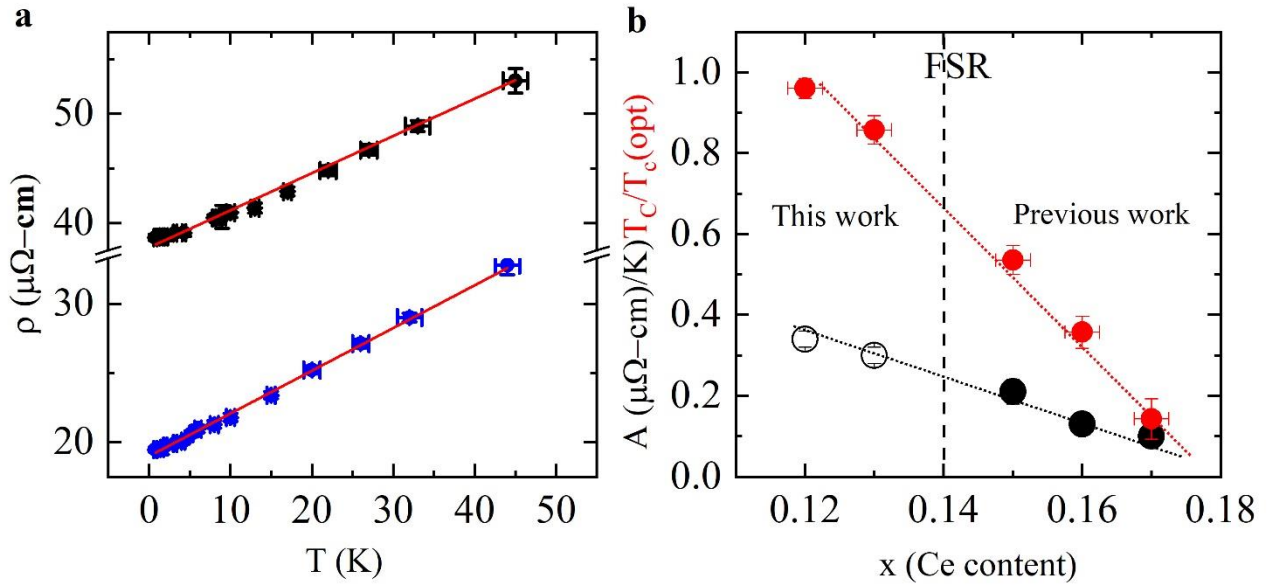 a
50
40
30
20
ρ (μΩ−cm)
0 10 20 30 40 50
T (K)
b
FSR
1.0
0.8
0.6
0.4
0.2
0.0
A (μΩ−cm)/K)T_C/T_c(opt)
This work
Previous work
0.12 0.14 0.16 0.18
x (Ce content)